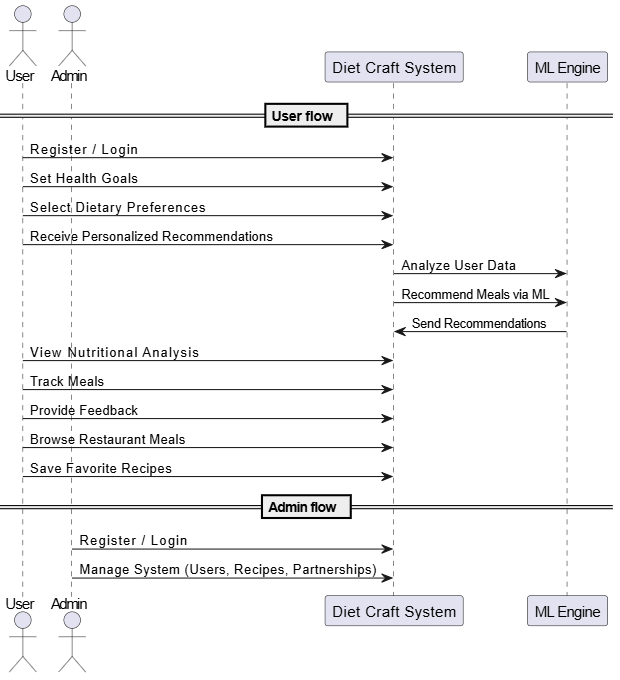 User Admin Diet Craft System ML Engine
User flow
Register / Login
Set Health Goals
Select Dietary Preferences
Receive Personalized Recommendations
Analyze User Data
Recommend Meals via ML
Send Recommendations
View Nutritional Analysis
Track Meals
Provide Feedback
Browse Restaurant Meals
Save Favorite Recipes
Admin flow
Register / Login
Manage System (Users, Recipes, Partnerships)
User Admin Diet Craft System ML Engine